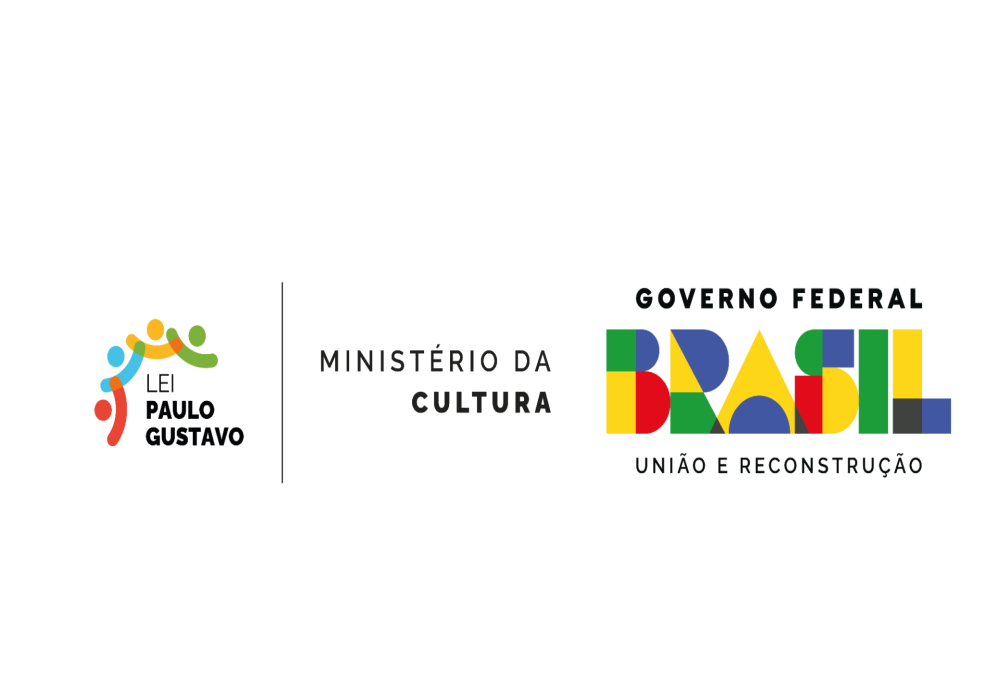 LEI
PAULO
GUSTAVO
MINISTÉRIO DA
CULTURA
GOVERNO FEDERAL
BRASIL
UNIÃO E RECONSTRUÇÃO